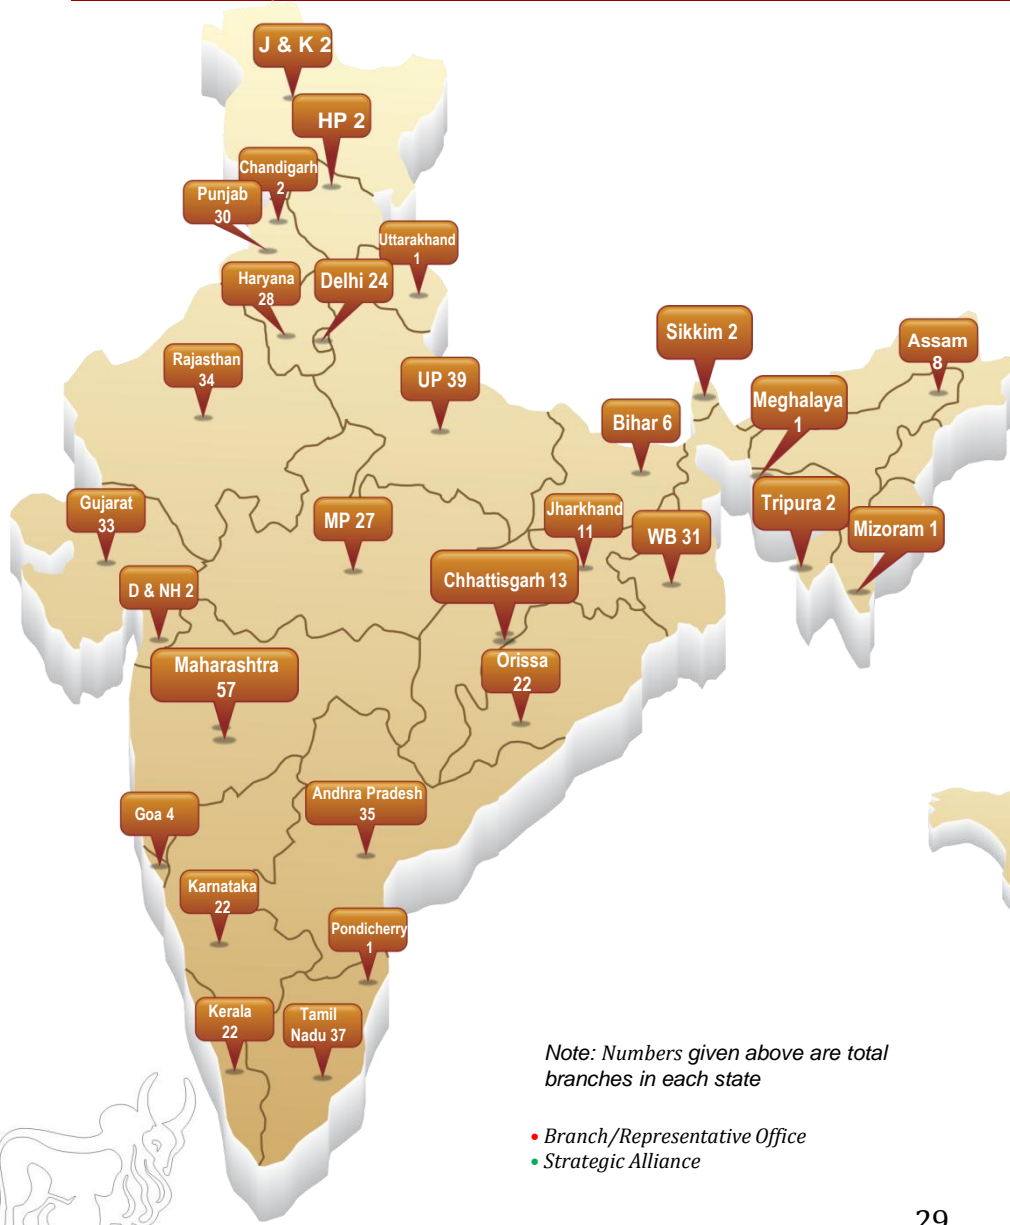 J & K 2
HP 2
Chandigarh
2
Punjab
30
Uttarakhand
1
Haryana
28
Delhi 24
Sikkim 2
Assam
8
Rajasthan
34
UP 39
Meghalaya
1
Bihar 6
Gujarat
33
MP 27
Jharkhand
11
WB 31
Tripura 2
Mizoram 1
D & NH 2
Chhattisgarh 13
Maharashtra
57
Orissa
22
Goa 4
Andhra Pradesh
35
Karnataka
22
Pondicherry
1
Kerala
22
Tamil
Nadu 37
Note: Numbers given above are total
branches in each state
• Branch/Representative Office
• Strategic Alliance
29